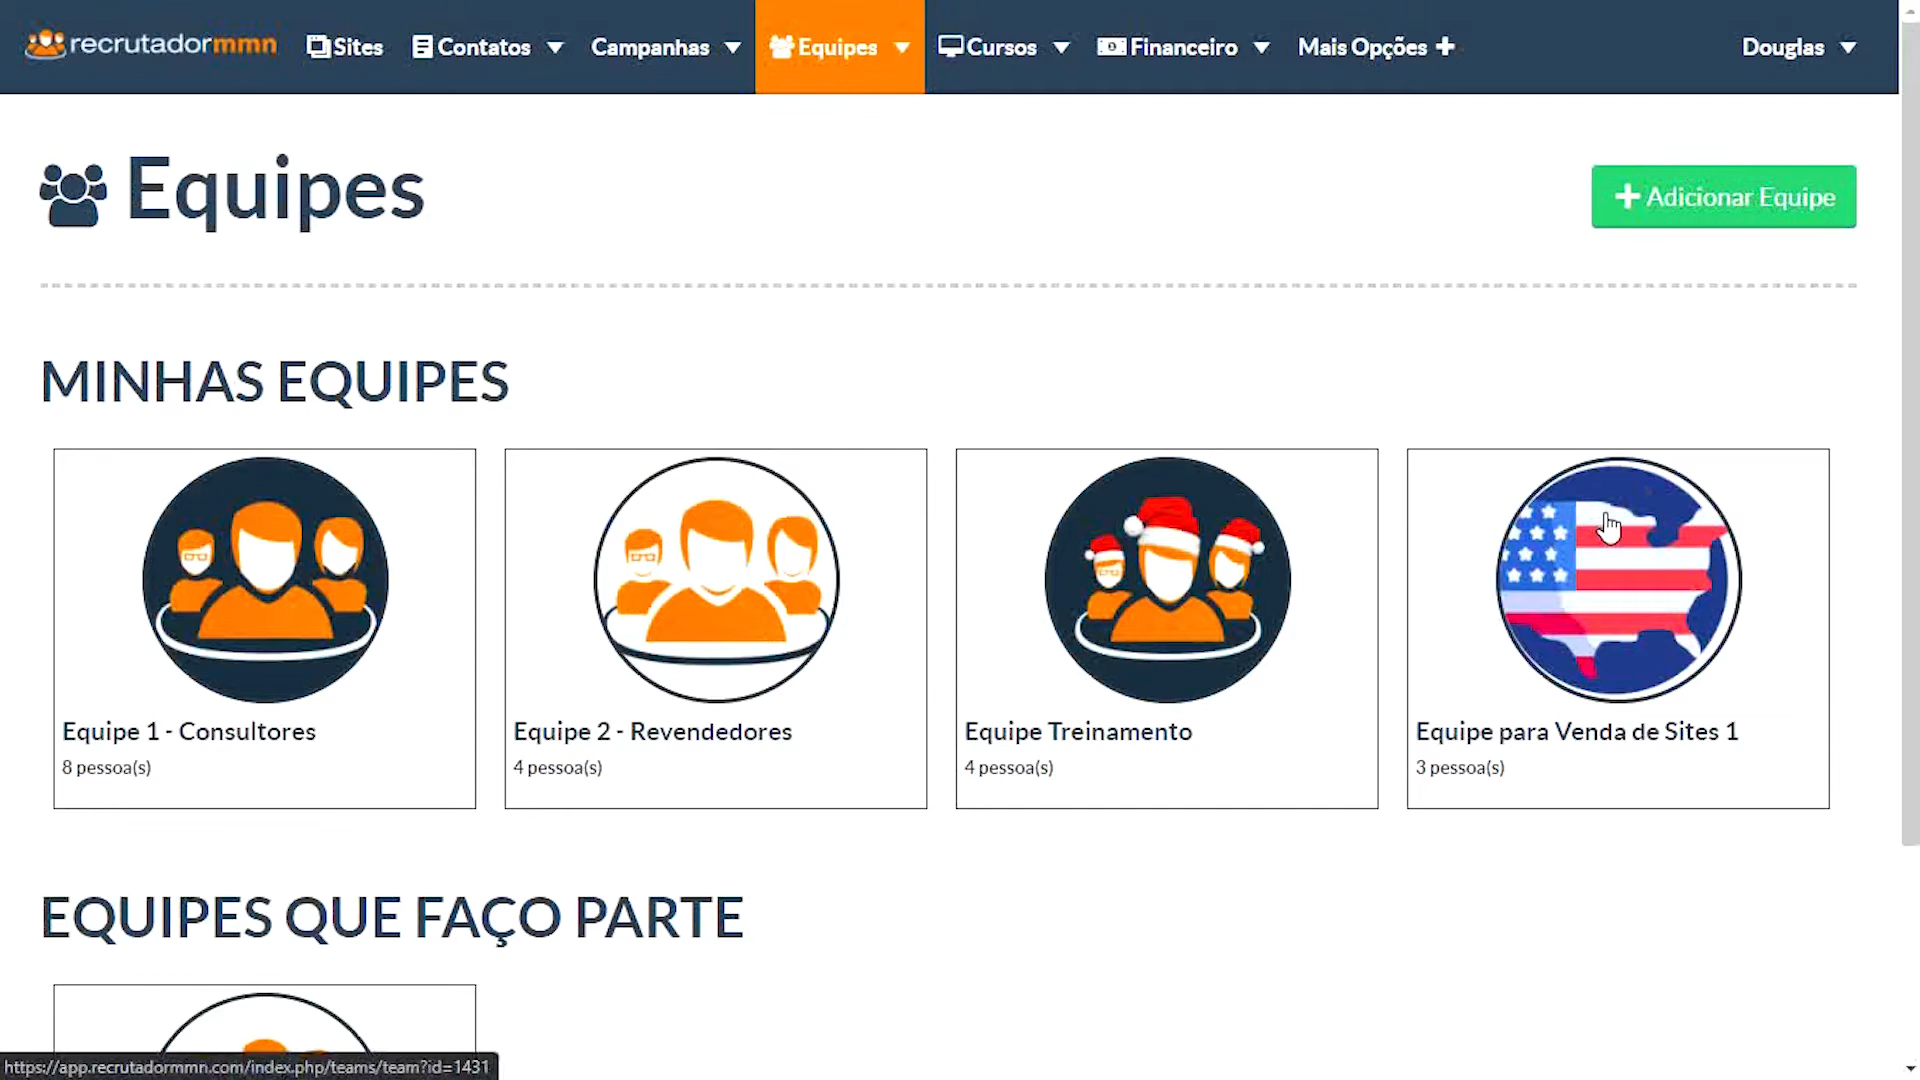 recrutadormmn Sites Contatos Campanhas Equipes Cursos Financeiro Mais Opções Douglas
Equipes
Adicionar Equipe
MINHAS EQUIPES
Equipe 1 - Consultores
8 pessoa(s)
Equipe 2 - Revendedores
4 pessoa(s)
Equipe Treinamento
4 pessoa(s)
Equipe para Venda de Sites 1
3 pessoa(s)
EQUIPES QUE FAÇO PARTE
https://app.recrutadormmn.com/index.php/teams/team?id=1431